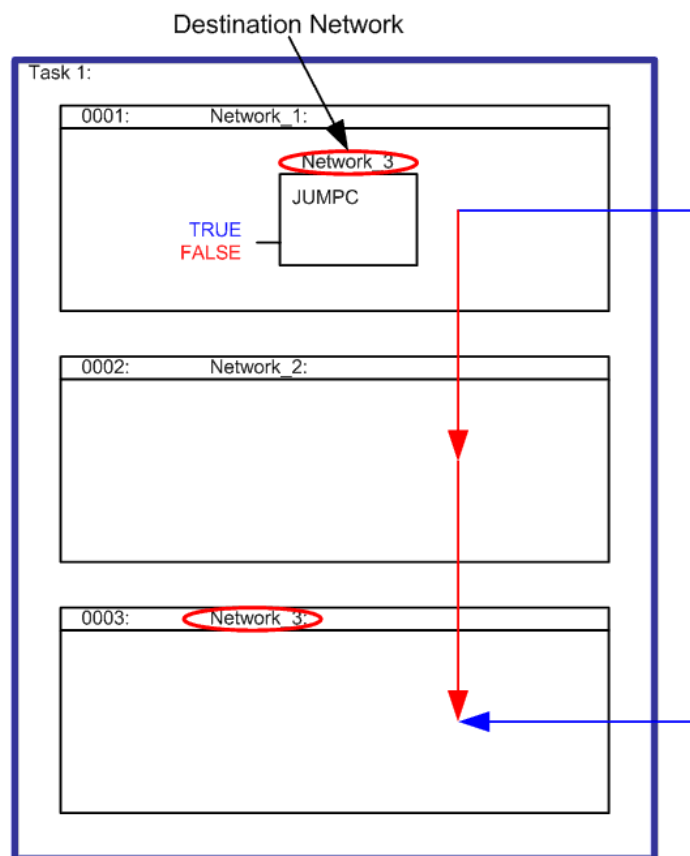 Destination Network
Task 1:
0001: Network_1:
Network_3
JUMPC
TRUE
FALSE
0002: Network_2:
0003: Network_3: